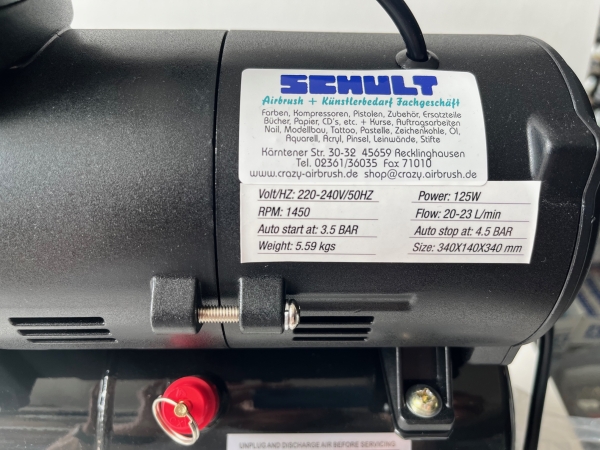 SCHULT
Airbrush + Künstlerbedarf Fachgeschäft
Farben, Kompressoren, Pistolen, Zubehör, Ersatzteile
Bücher, Papier, CD's, etc. + Kurse, Auftragsarbeiten
Nail, Modellbau, Tattoo, Pastelle, Zeichenkohle, Öl,
Aquarell, Acryl, Pinsel, Leinwände, Stifte
Kärntener Str. 30-32 45659 Recklinghausen
Tel. 02361/36035 Fax 71010
www.crazy-airbrush.de shop@crazy.airbrush.de
Volt/HZ: 220-240V/50HZ Power: 125W
RPM: 1450 Flow: 20-23 L/min
Auto start at: 3.5 BAR Auto stop at: 4.5 BAR
Weight: 5.59 kgs Size: 340X140X340 mm
UNPLUG AND DISCHARGE AIR BEFORE SERVICING